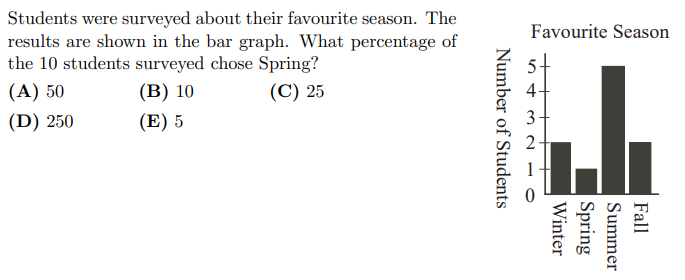 Students were surveyed about their favourite season. The
results are shown in the bar graph. What percentage of
the 10 students surveyed chose Spring?
(A) 50 (B) 10 (C) 25
(D) 250 (E) 5
Favourite Season
Number of Students
5
4
3
2
1
0
Winter
Spring
Summer
Fall